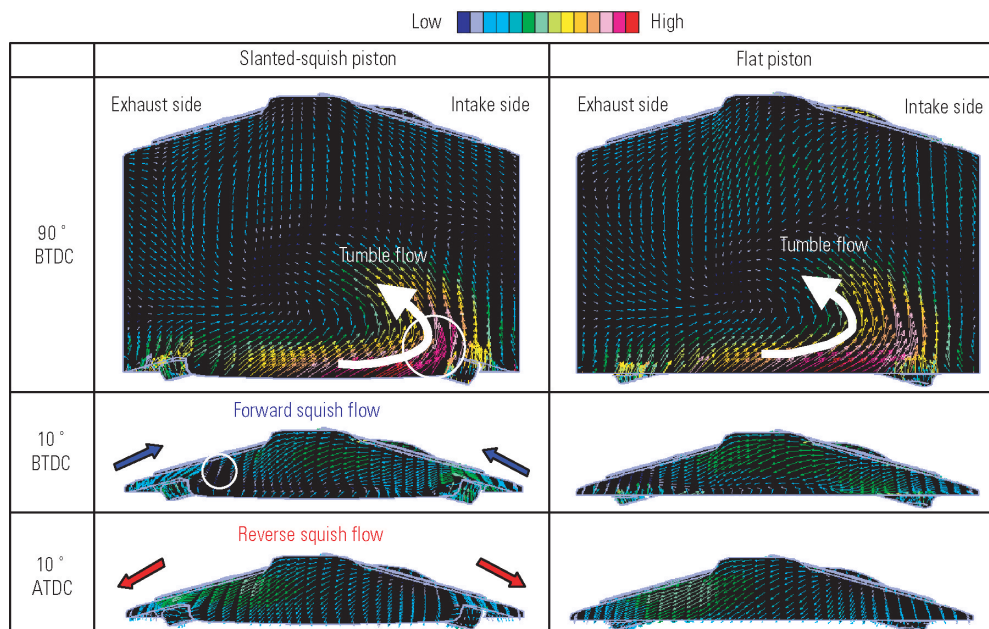 Low High
Slanted-squish piston Flat piston
90° BTDC
Exhaust side Intake side Exhaust side Intake side
Tumble flow Tumble flow
10° BTDC
Forward squish flow
10° ATDC
Reverse squish flow